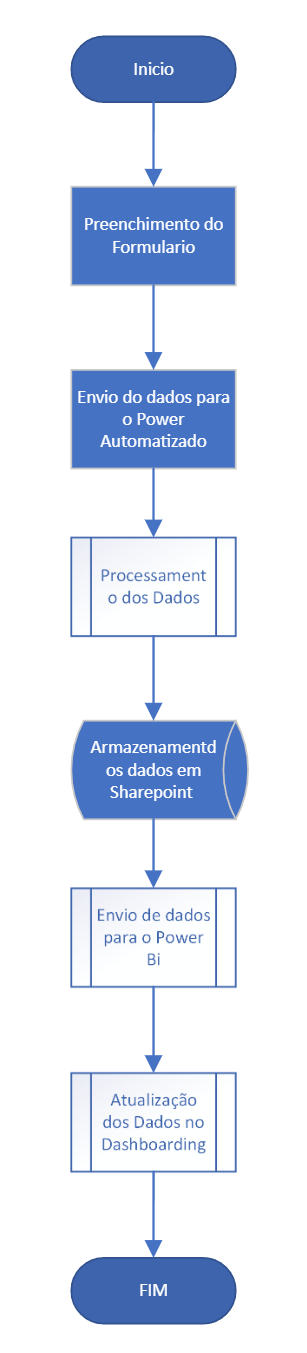 Inicio
Preenchimento do
Formulario
Envio do dados para
o Power
Automatizado
Processament
o dos Dados
Armazenamentd
os dados em
Sharepoint
Envio de dados
para o Power
Bi
Atualização
dos Dados no
Dashboarding
FIM